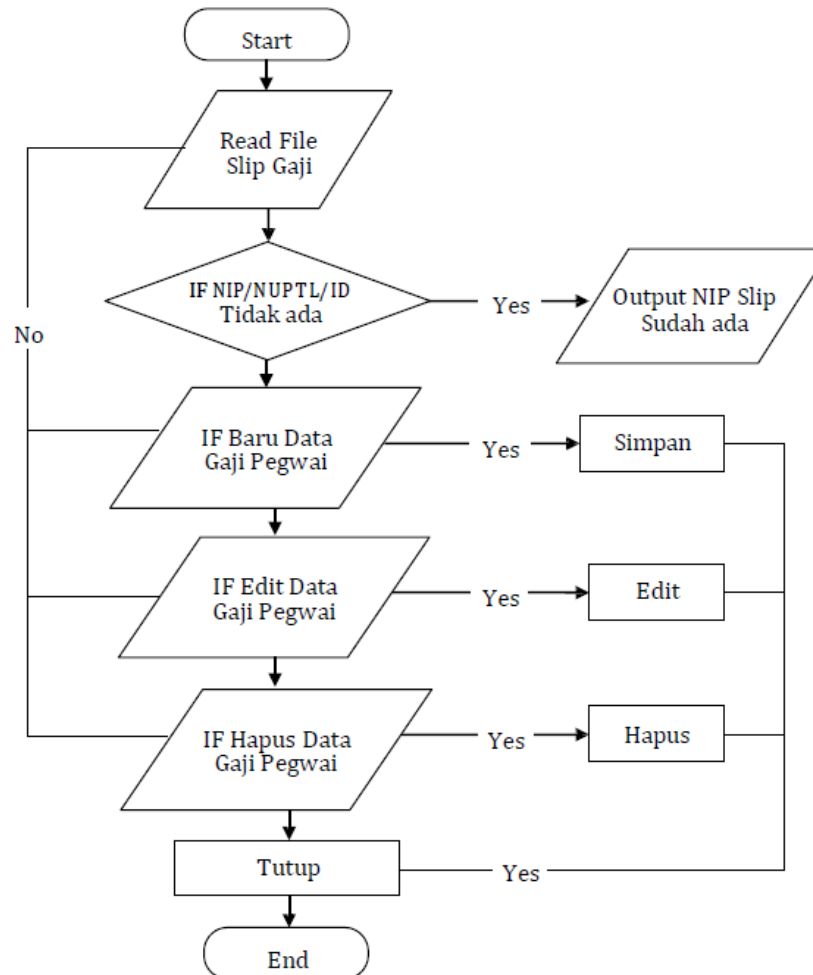 Start
Read File
Slip Gaji
IF NIP/NUPTL/ID
Tidak ada
Yes
Output NIP Slip
Sudah ada
No
IF Baru Data
Gaji Pegwai
Yes
Simpan
IF Edit Data
Gaji Pegwai
Yes
Edit
IF Hapus Data
Gaji Pegwai
Yes
Hapus
Tutup
Yes
End